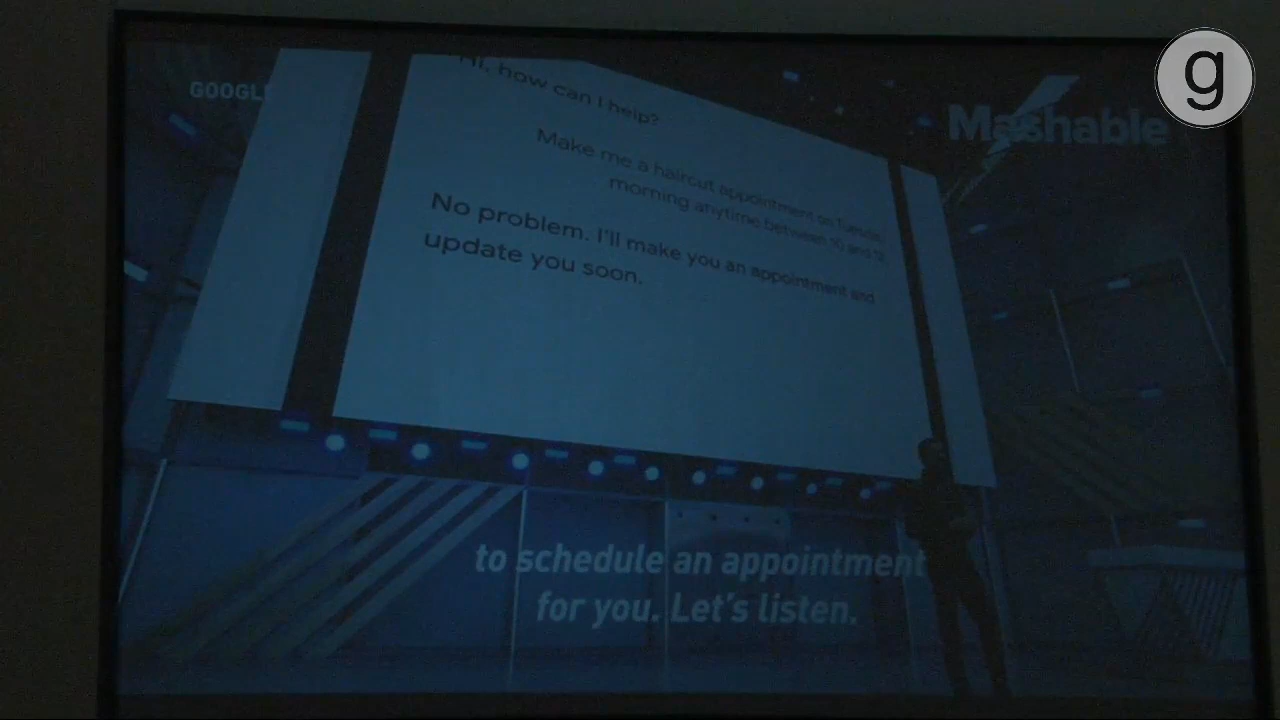 g
GOOGLE
Mashable
Hi, how can I help?
Make me a haircut appointment on Tuesday
morning anytime between 10 and 12.
No problem. I'll make you an appointment and
update you soon.
to schedule an appointment
for you. Let's listen.